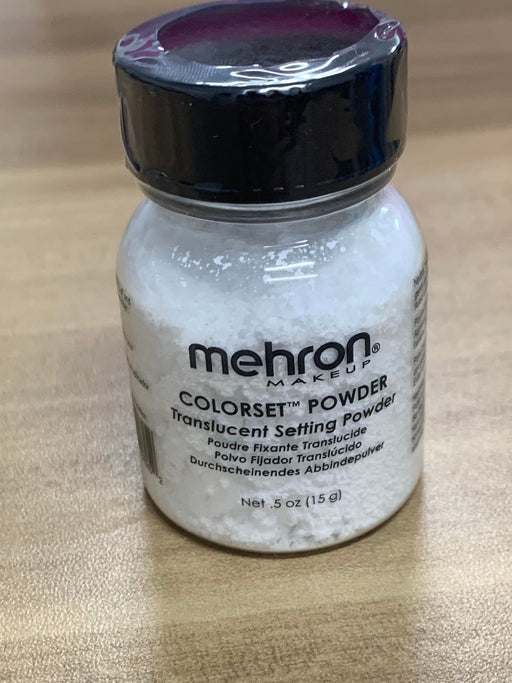 mehron®
MAKEUP
COLORSET™ POWDER
Translucent Setting Powder
Poudre Fixante Translucide
Polvo Fijador Translúcido
Durchscheinendes Abbindepulver
Net .5 oz (15 g)
2